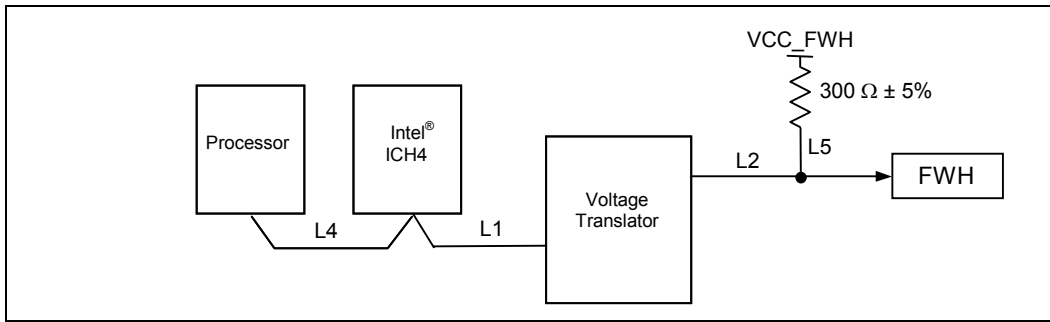 VCC_FWH
300 Ω ± 5%
Processor
Intel®
ICH4
L2
L5
FWH
Voltage
Translator
L4
L1